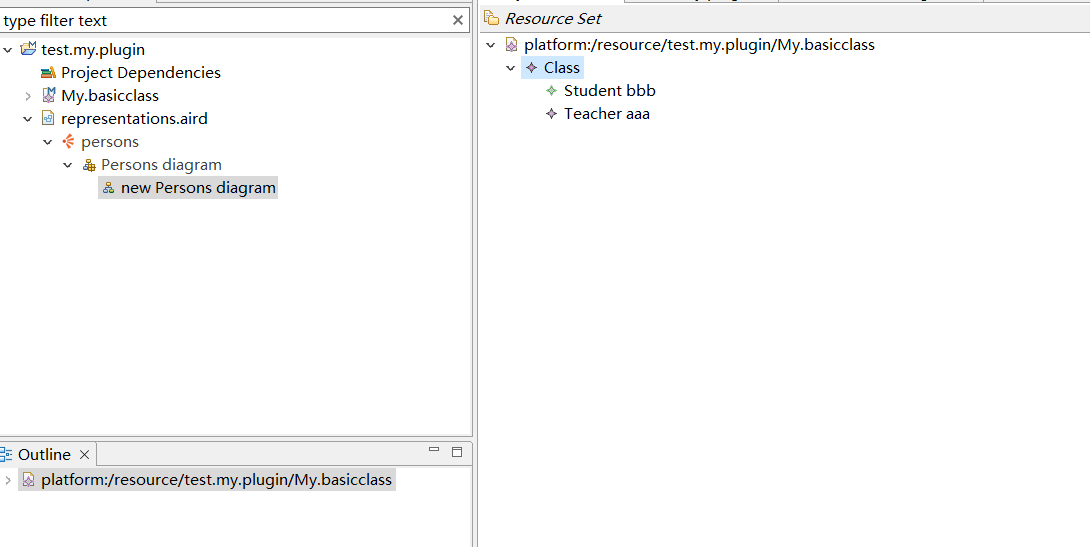 type filter text
test.my.plugin
Project Dependencies
My.basicclass
representations.aird
persons
Persons diagram
new Persons diagram
Outline
platform:/resource/test.my.plugin/My.basicclass
Resource Set
platform:/resource/test.my.plugin/My.basicclass
Class
Student bbb
Teacher aaa